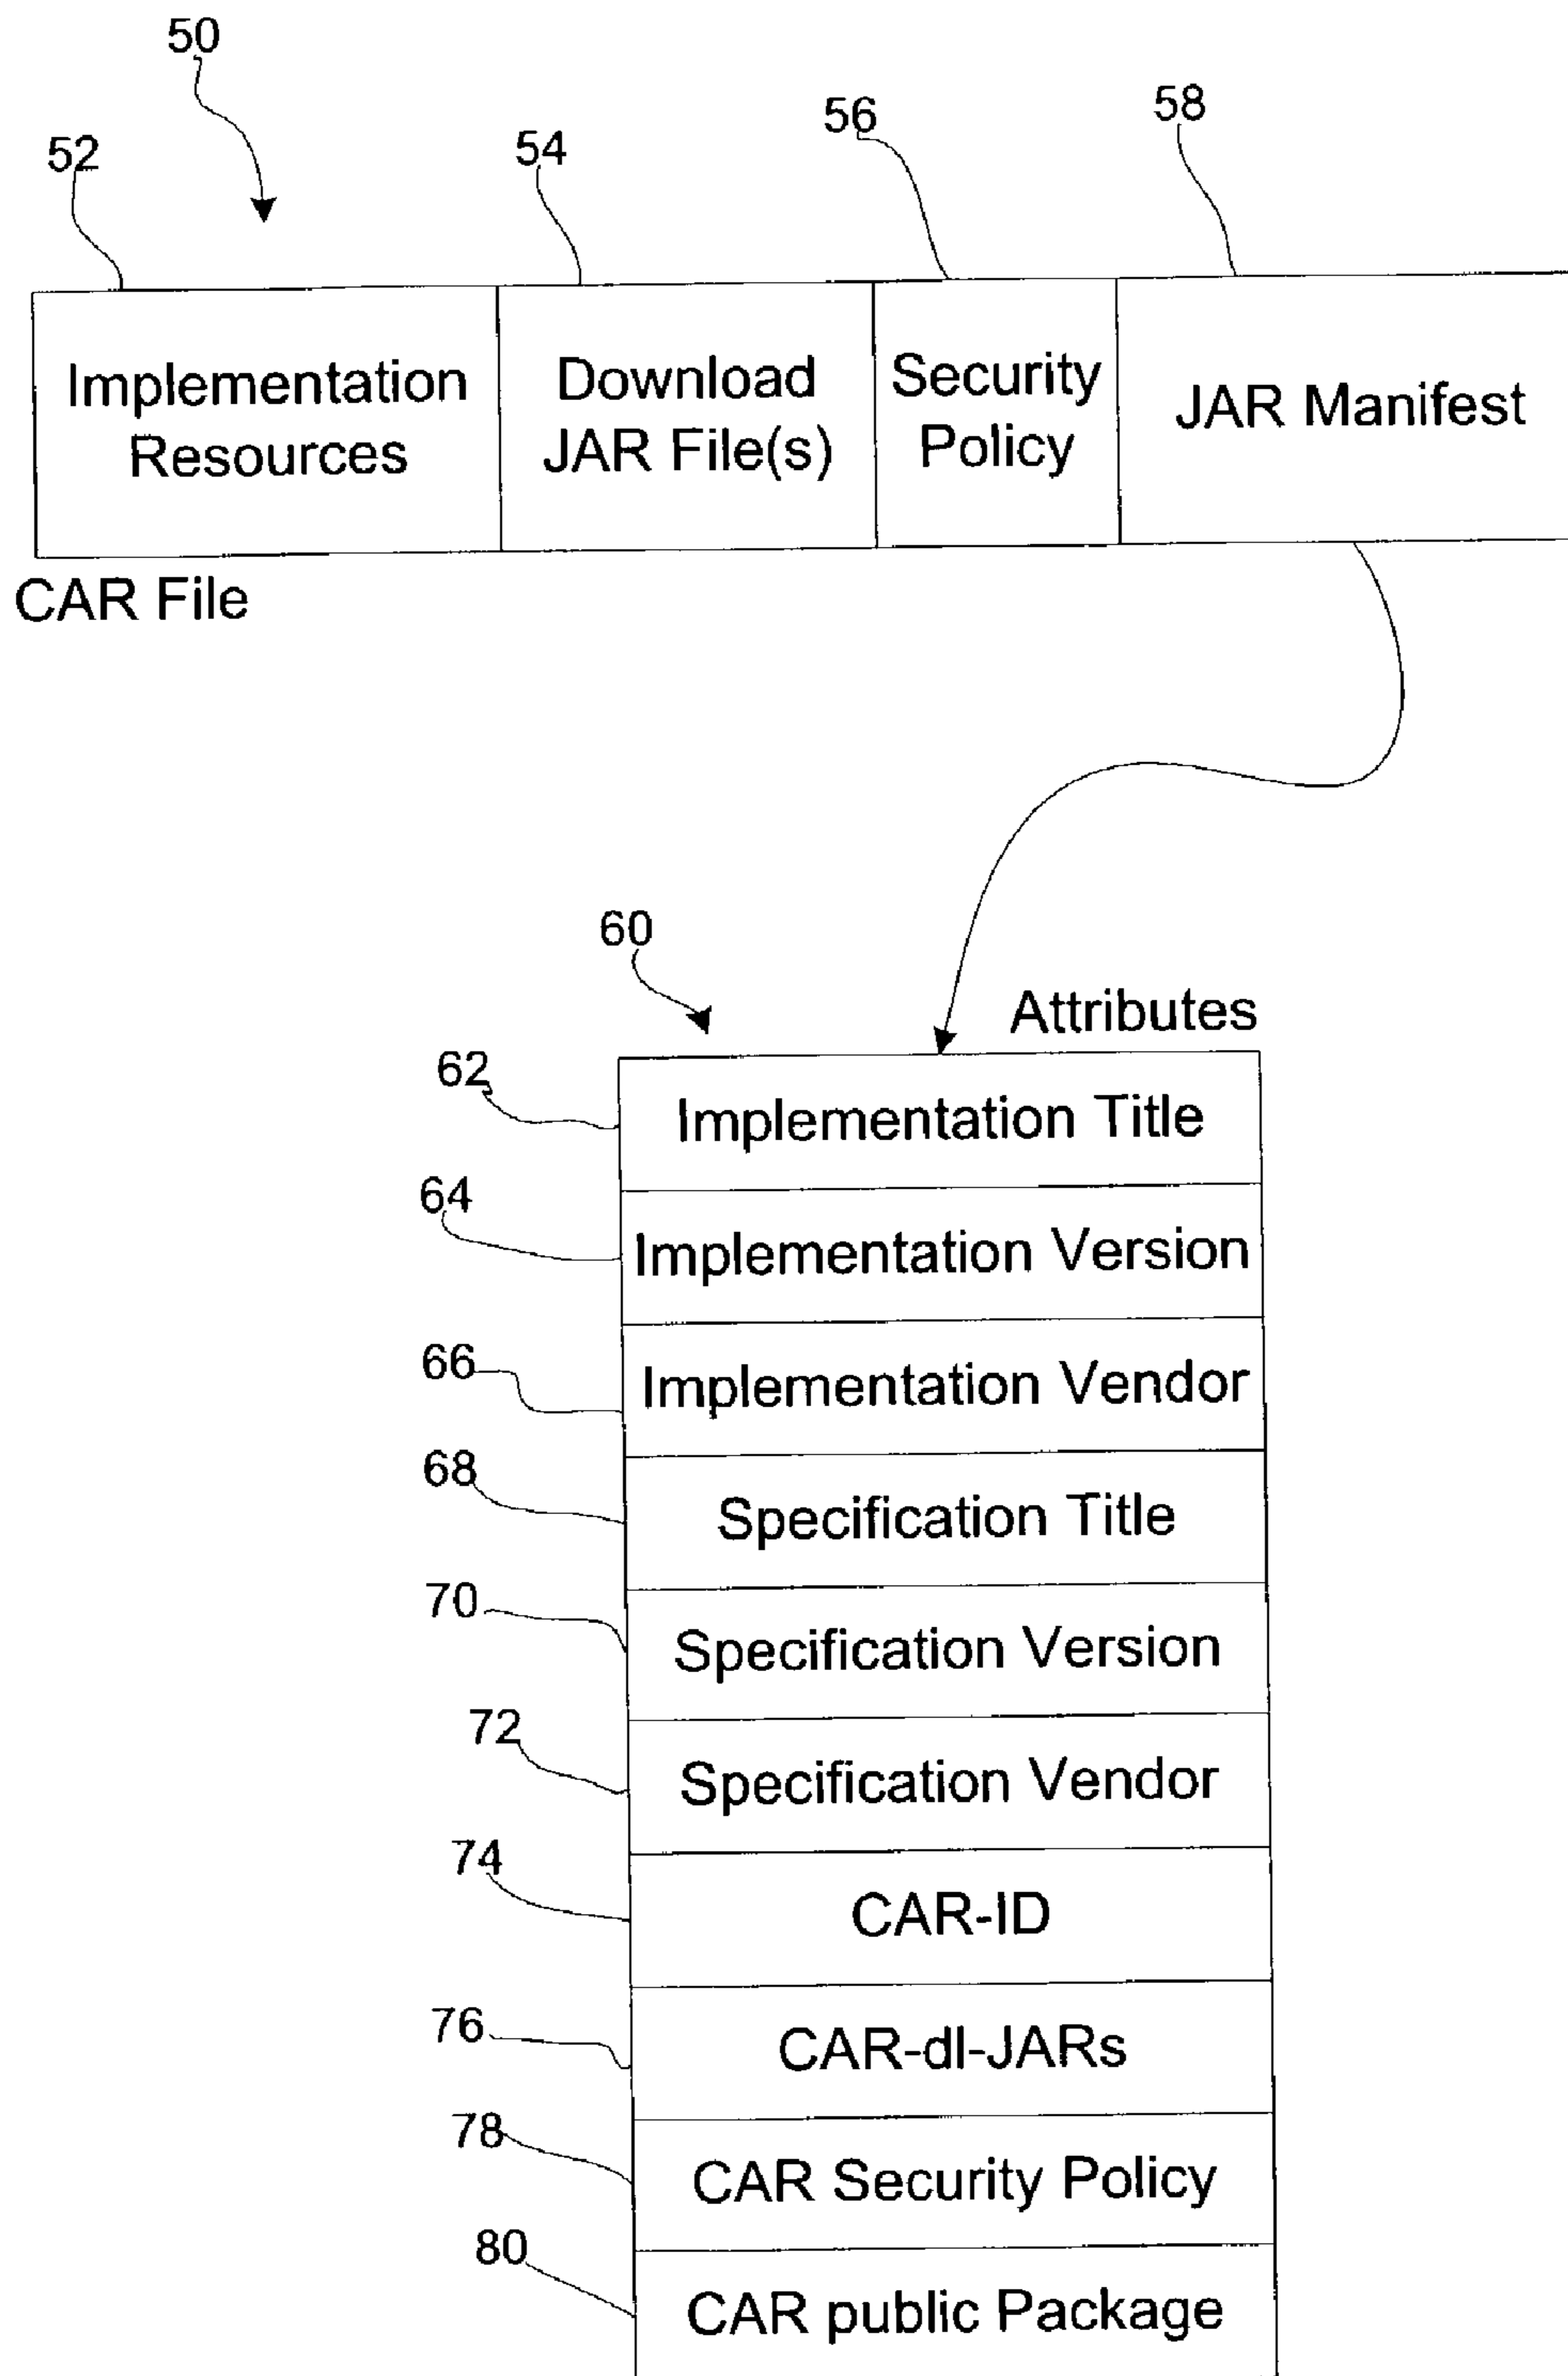 50
52
54
56
58
Implementation
Resources
Download
JAR File(s)
Security
Policy
JAR Manifest
CAR File
60
Attributes
62
Implementation Title
64
Implementation Version
66
Implementation Vendor
68
Specification Title
70
Specification Version
72
Specification Vendor
74
CAR-ID
76
CAR-dl-JARs
78
CAR Security Policy
80
CAR public Package